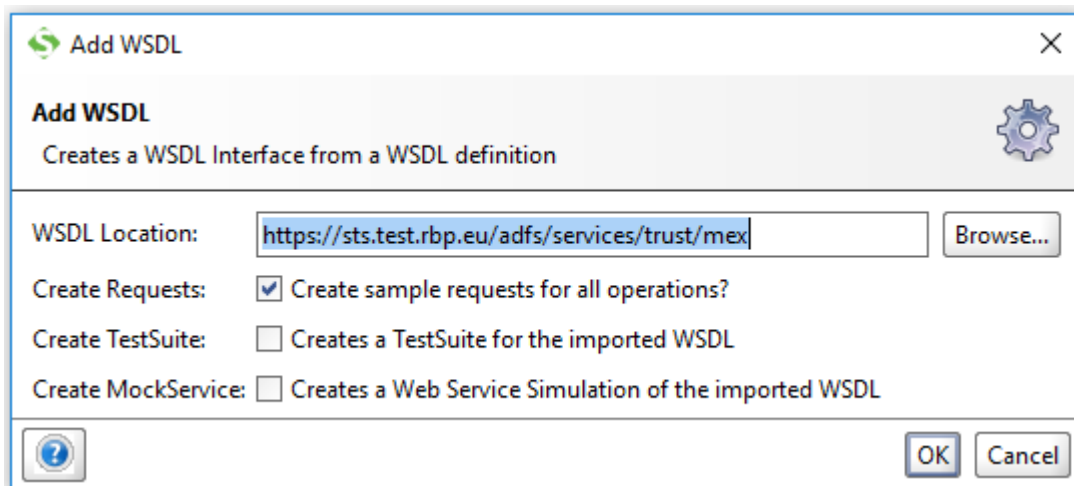 Add WSDL
Add WSDL
Creates a WSDL Interface from a WSDL definition
WSDL Location: https://sts.test.rbp.eu/adfs/services/trust/mex Browse...
Create Requests: Create sample requests for all operations?
Create TestSuite: Creates a TestSuite for the imported WSDL
Create MockService: Creates a Web Service Simulation of the imported WSDL
? OK Cancel